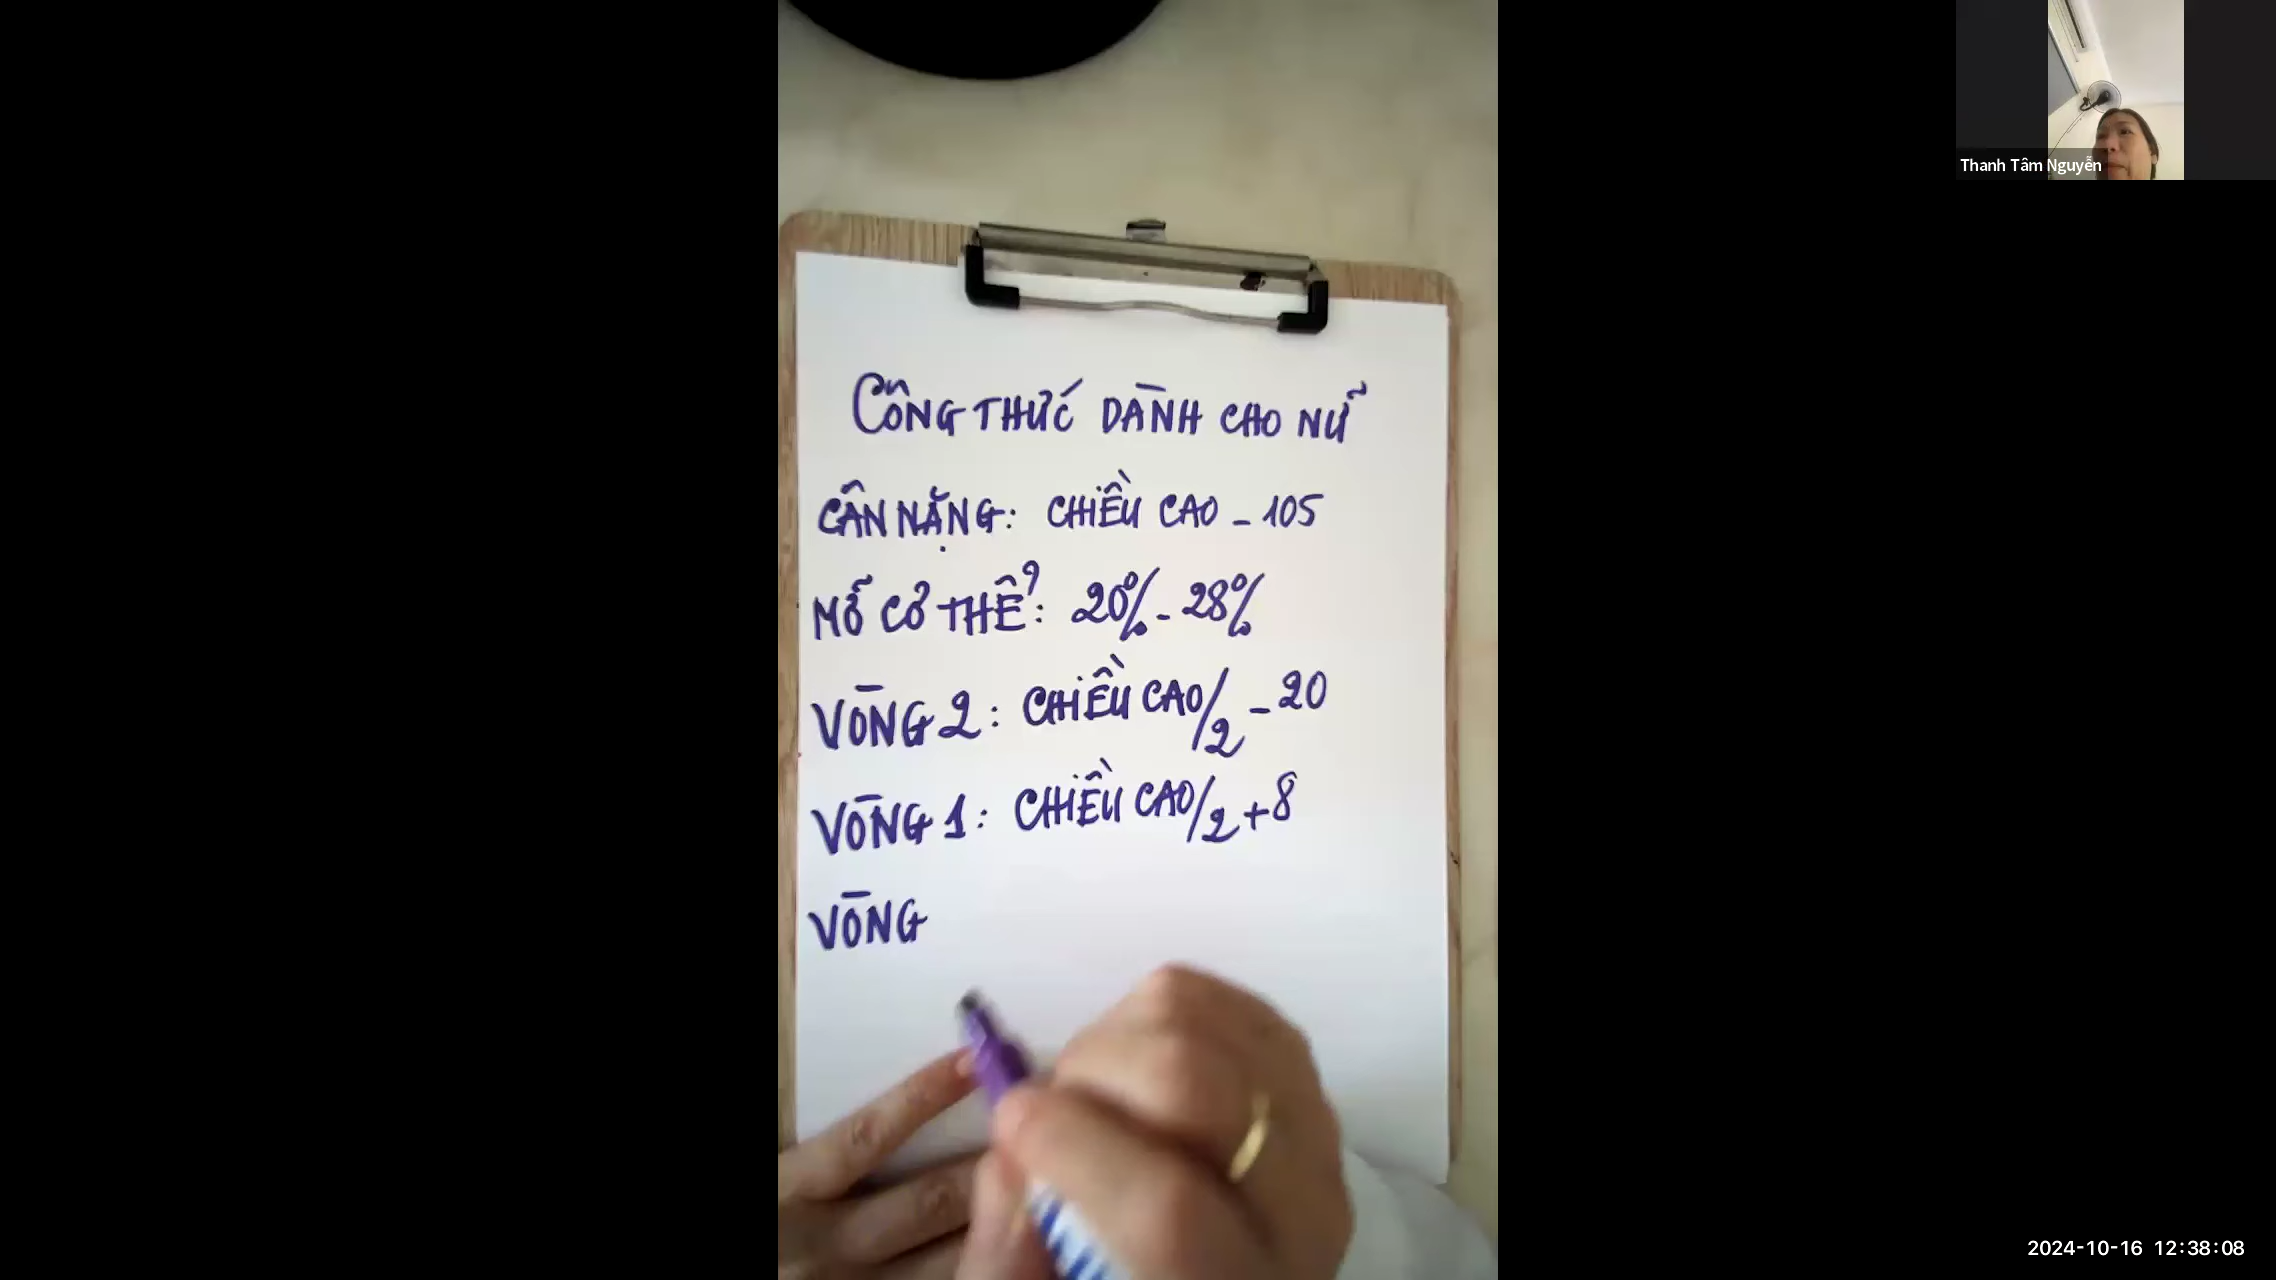 CÔNG THỨC DÀNH CHO NỮ
CÂN NẶNG: CHIỀU CAO - 105
MỠ CƠ THỂ: 20% - 28%
VÒNG 2: CHIỀU CAO/2 - 20
VÒNG 1: CHIỀU CAO/2 + 8
VÒNG
Thanh Tâm Nguyễn
2024-10-16 12:38:08